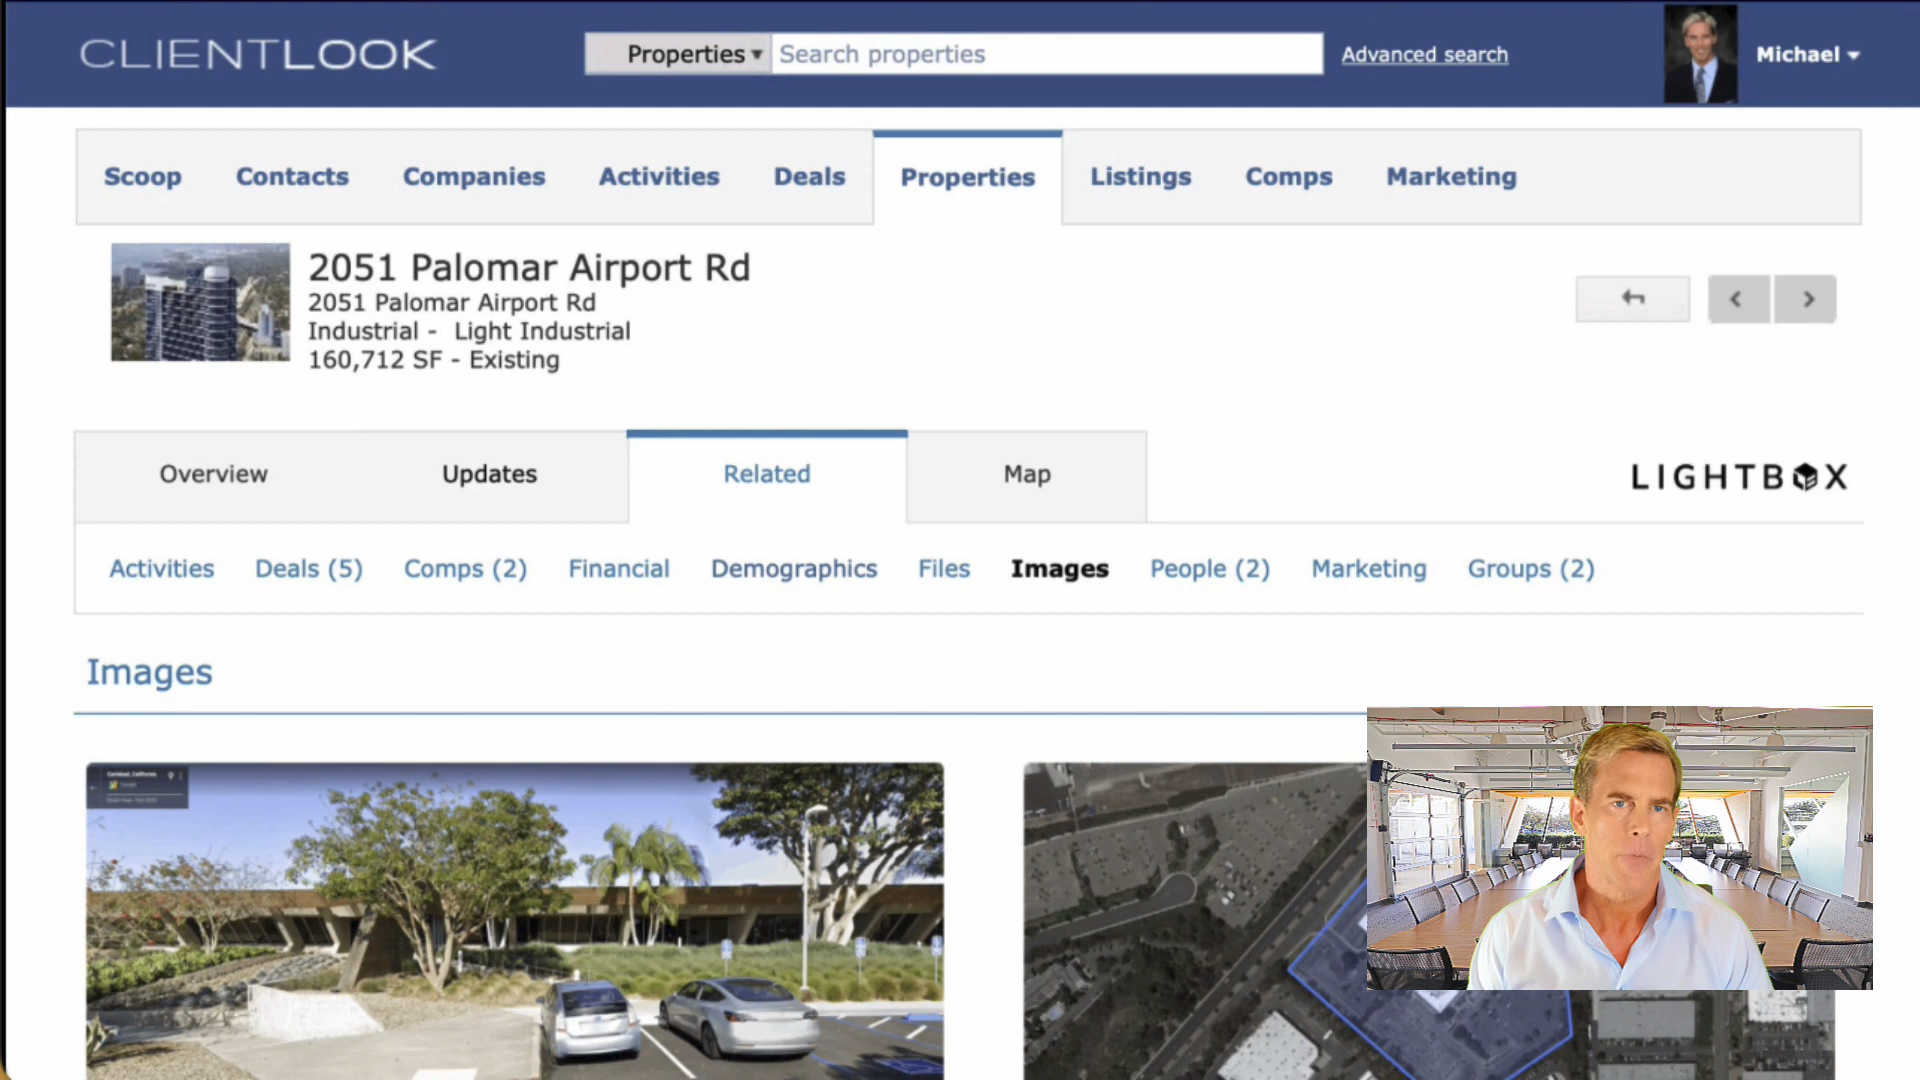 CLIENTLOOK
Properties ▾ Search properties Advanced search
Michael
Scoop Contacts Companies Activities Deals Properties Listings Comps Marketing
2051 Palomar Airport Rd
2051 Palomar Airport Rd
Industrial - Light Industrial
160,712 SF - Existing
Overview Updates Related Map
LIGHTBOX
Activities Deals (5) Comps (2) Financial Demographics Files Images People (2) Marketing Groups (2)
Images
Carlsbad, California